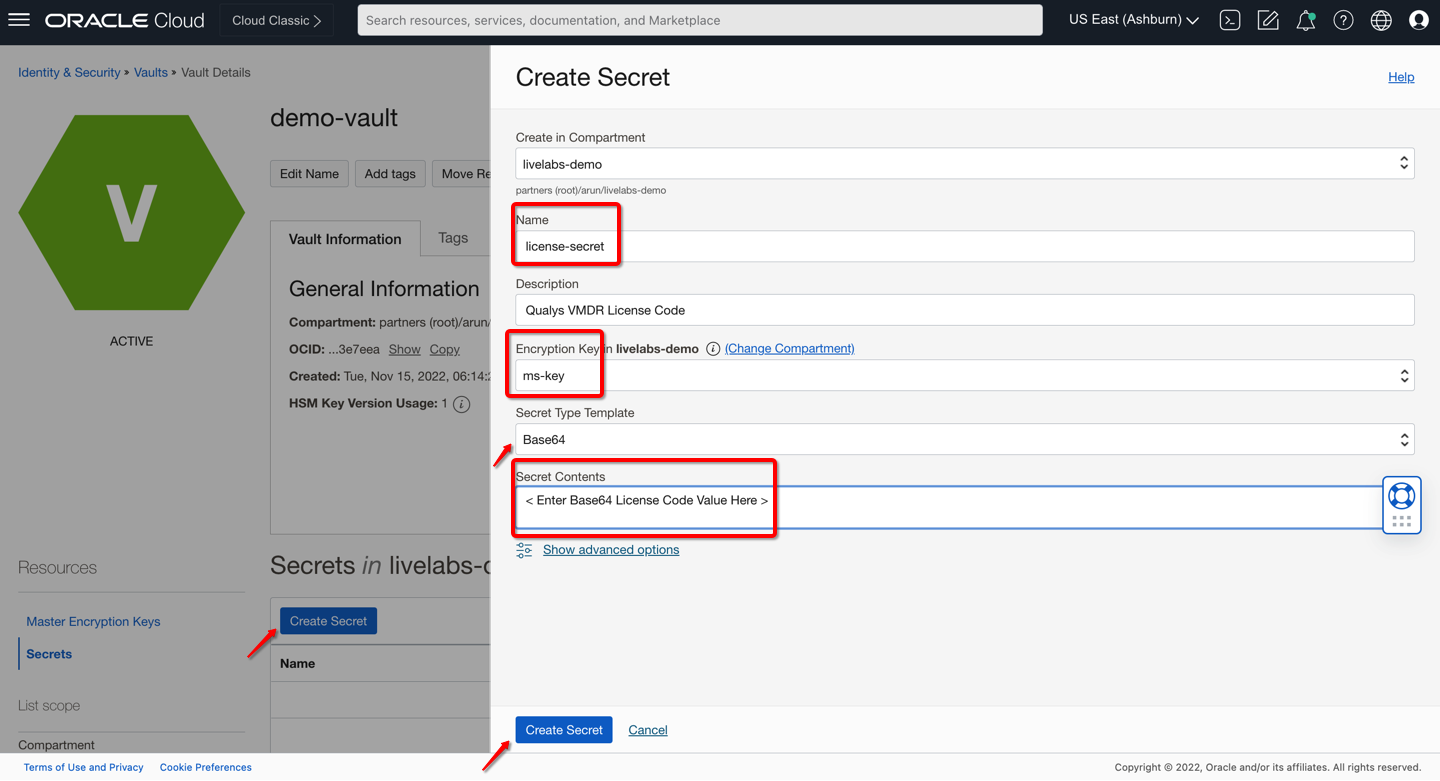 ORACLE Cloud
Cloud Classic >
Search resources, services, documentation, and Marketplace
US East (Ashburn)
Identity & Security » Vaults » Vault Details
V
ACTIVE
demo-vault
Edit Name
Add tags
Move Re
Vault Information
Tags
General Information
Compartment: partners (root)/arun/
OCID: ...3e7eea Show Copy
Created: Tue, Nov 15, 2022, 06:14:2
HSM Key Version Usage: 1
Resources
Master Encryption Keys
Secrets
List scope
Compartment
Secrets in livelabs-d
Create Secret
Name
Create Secret
Help
Create in Compartment
livelabs-demo
partners (root)/arun/livelabs-demo
Name
license-secret
Description
Qualys VMDR License Code
Encryption Key in livelabs-demo (Change Compartment)
ms-key
Secret Type Template
Base64
Secret Contents
< Enter Base64 License Code Value Here >
Show advanced options
Create Secret
Cancel
Terms of Use and Privacy
Cookie Preferences
Copyright © 2022, Oracle and/or its affiliates. All rights reserved.